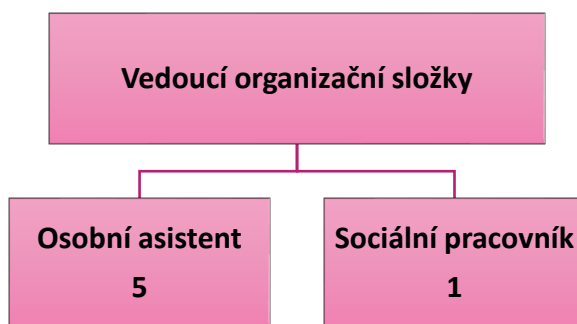 Vedoucí organizační složky
Osobní asistent
5
Sociální pracovník
1